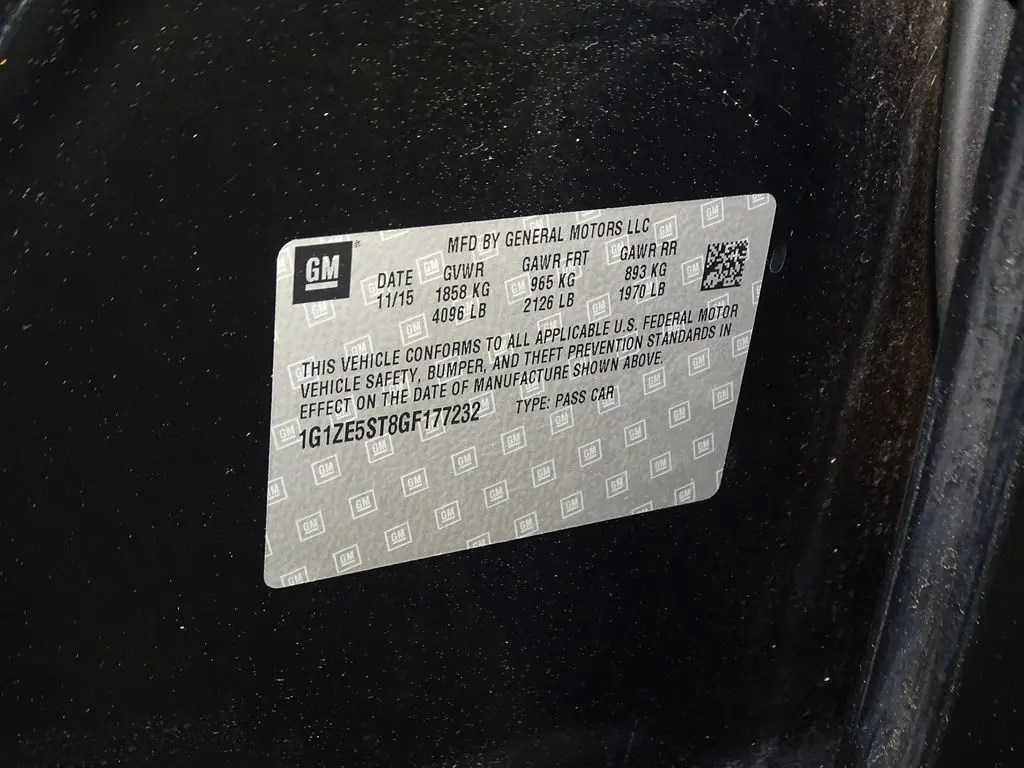 GM
MFD BY GENERAL MOTORS LLC
DATE GVWR GAWR FRT GAWR RR
11/15 1858 KG 965 KG 893 KG
4096 LB 2126 LB 1970 LB
THIS VEHICLE CONFORMS TO ALL APPLICABLE U.S. FEDERAL MOTOR
VEHICLE SAFETY, BUMPER, AND THEFT PREVENTION STANDARDS IN
EFFECT ON THE DATE OF MANUFACTURE SHOWN ABOVE.
1G1ZE5ST8GF177232 TYPE: PASS CAR